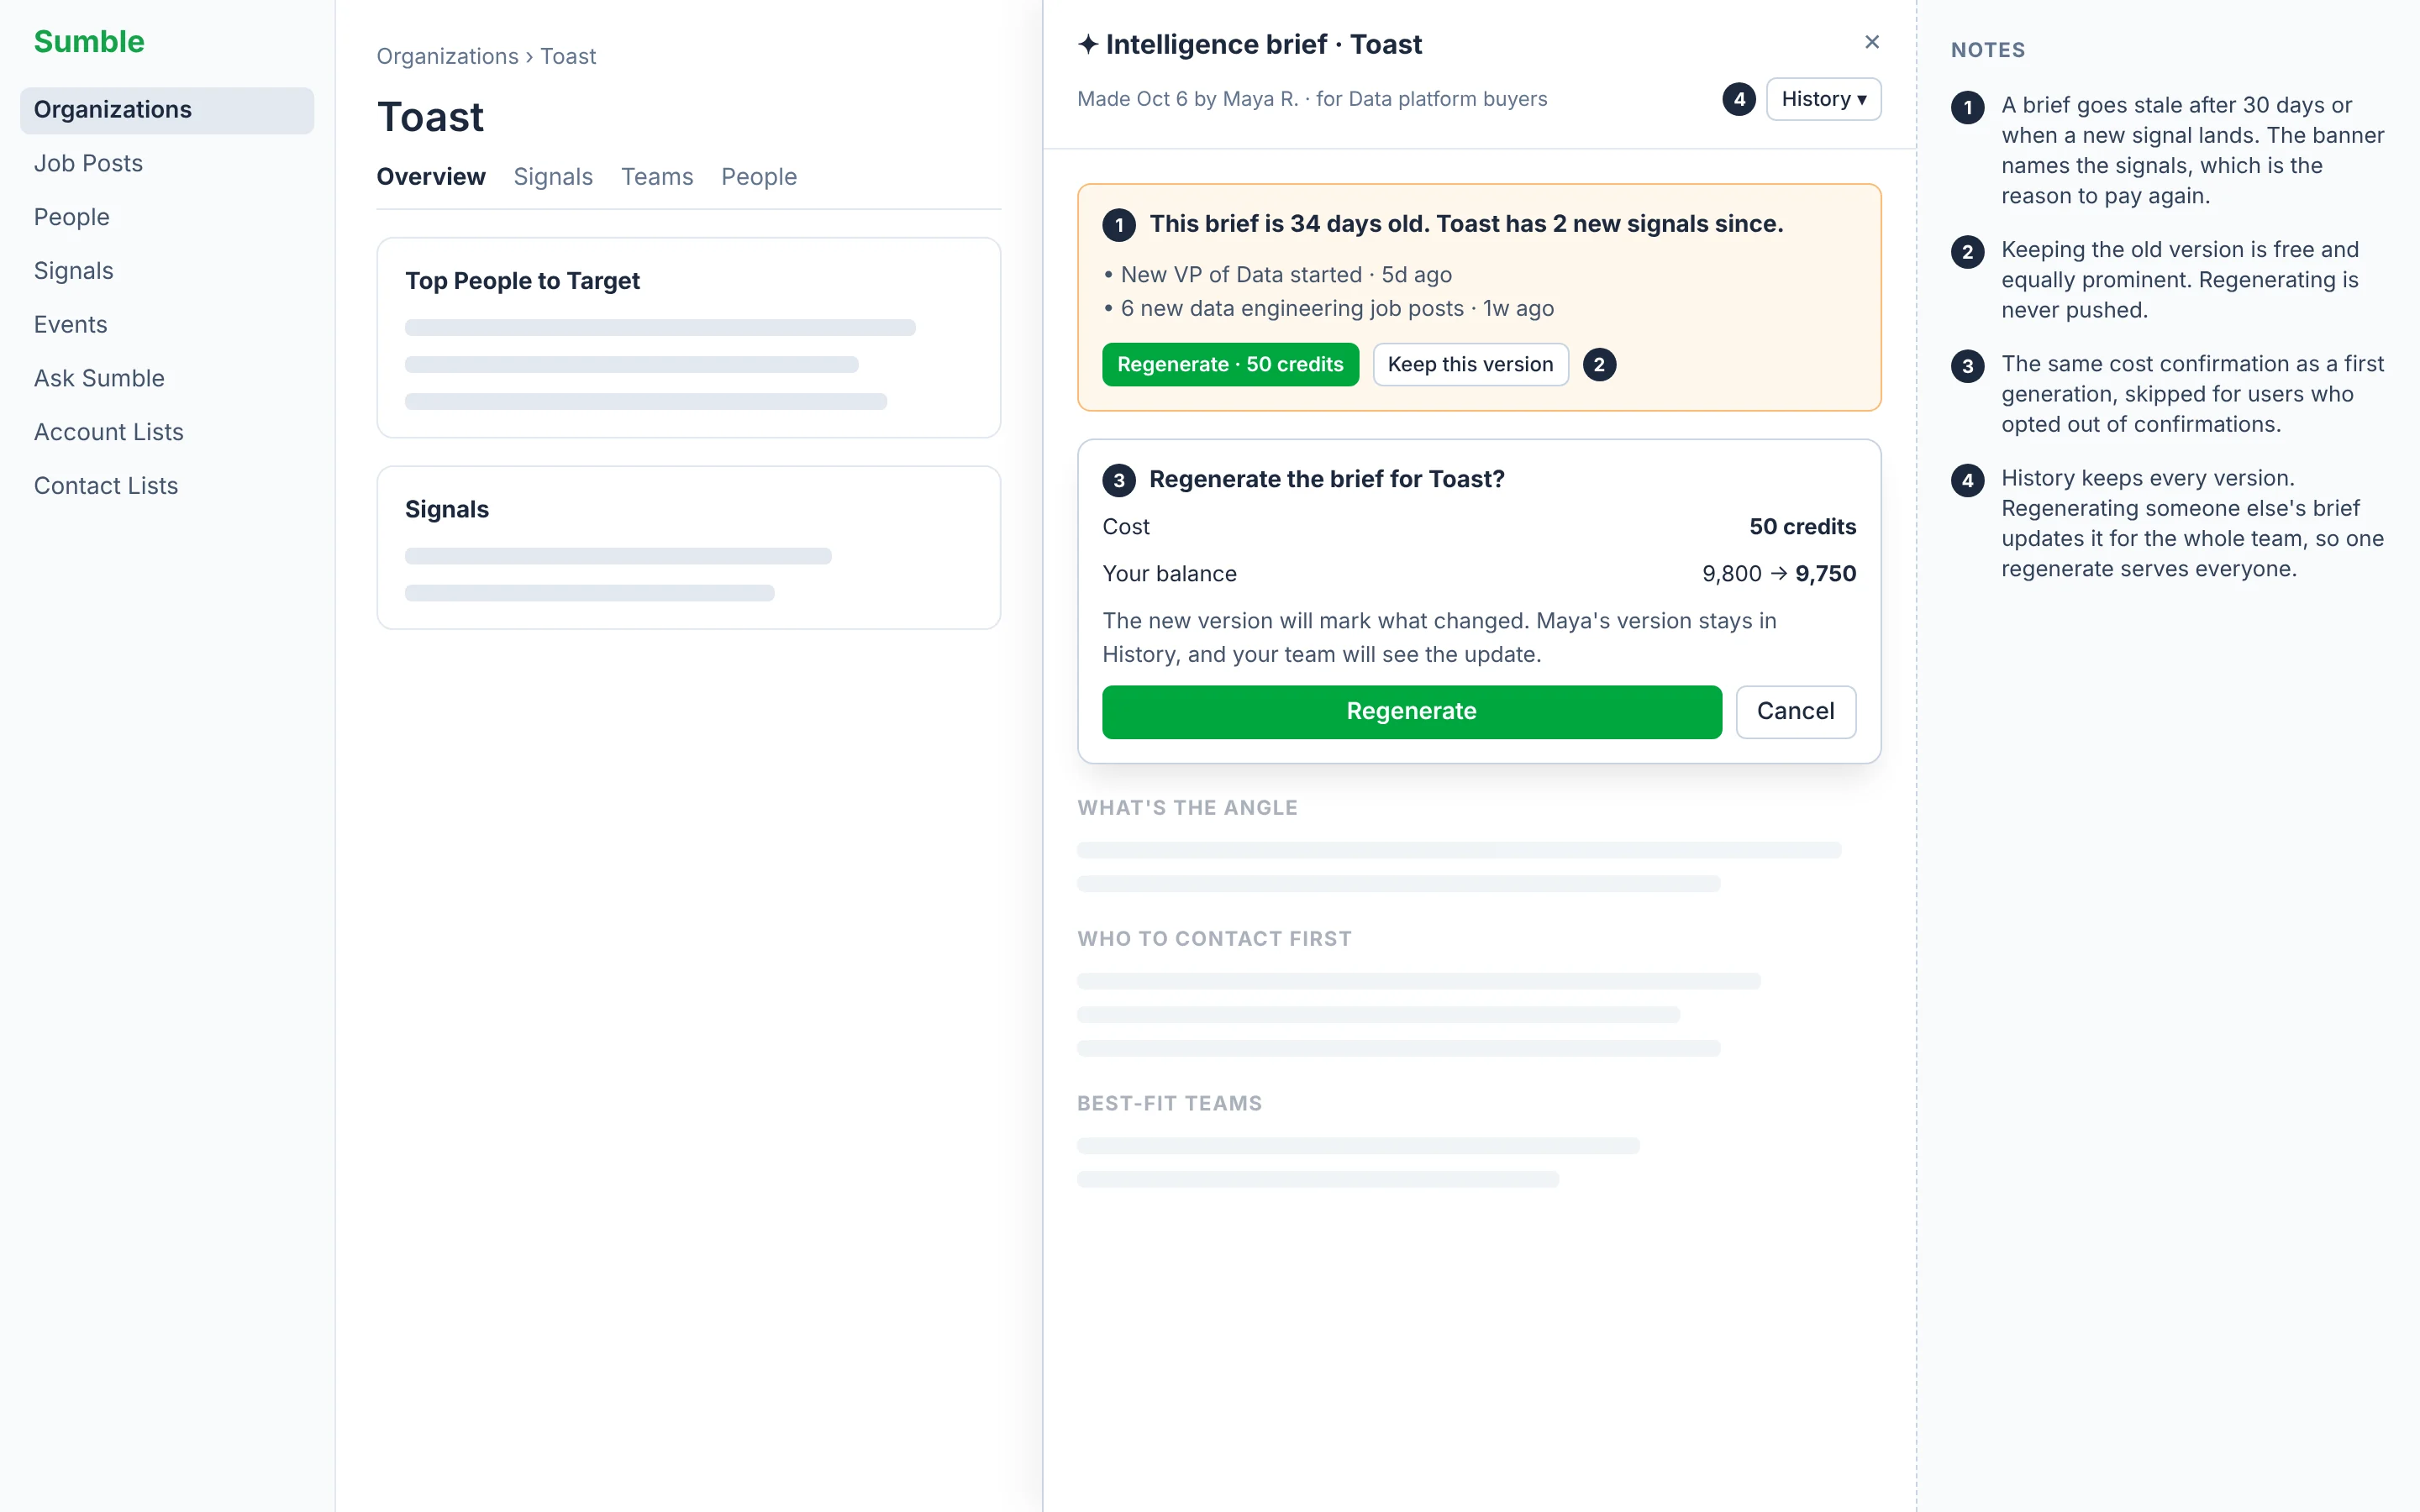 Sumble
Organizations
Job Posts
People
Signals
Events
Ask Sumble
Account Lists
Contact Lists
Organizations › Toast
Toast
Overview Signals Teams People
Top People to Target
Signals
✦ Intelligence brief · Toast
✕
Made Oct 6 by Maya R. · for Data platform buyers
4 History ▾
1 This brief is 34 days old. Toast has 2 new signals since.
• New VP of Data started · 5d ago
• 6 new data engineering job posts · 1w ago
Regenerate · 50 credits Keep this version 2
3 Regenerate the brief for Toast?
Cost 50 credits
Your balance 9,800 → 9,750
The new version will mark what changed. Maya's version stays in
History, and your team will see the update.
Regenerate Cancel
WHAT'S THE ANGLE
WHO TO CONTACT FIRST
BEST-FIT TEAMS
NOTES
1 A brief goes stale after 30 days or
when a new signal lands. The banner
names the signals, which is the
reason to pay again.
2 Keeping the old version is free and
equally prominent. Regenerating is
never pushed.
3 The same cost confirmation as a first
generation, skipped for users who
opted out of confirmations.
4 History keeps every version.
Regenerating someone else's brief
updates it for the whole team, so one
regenerate serves everyone.